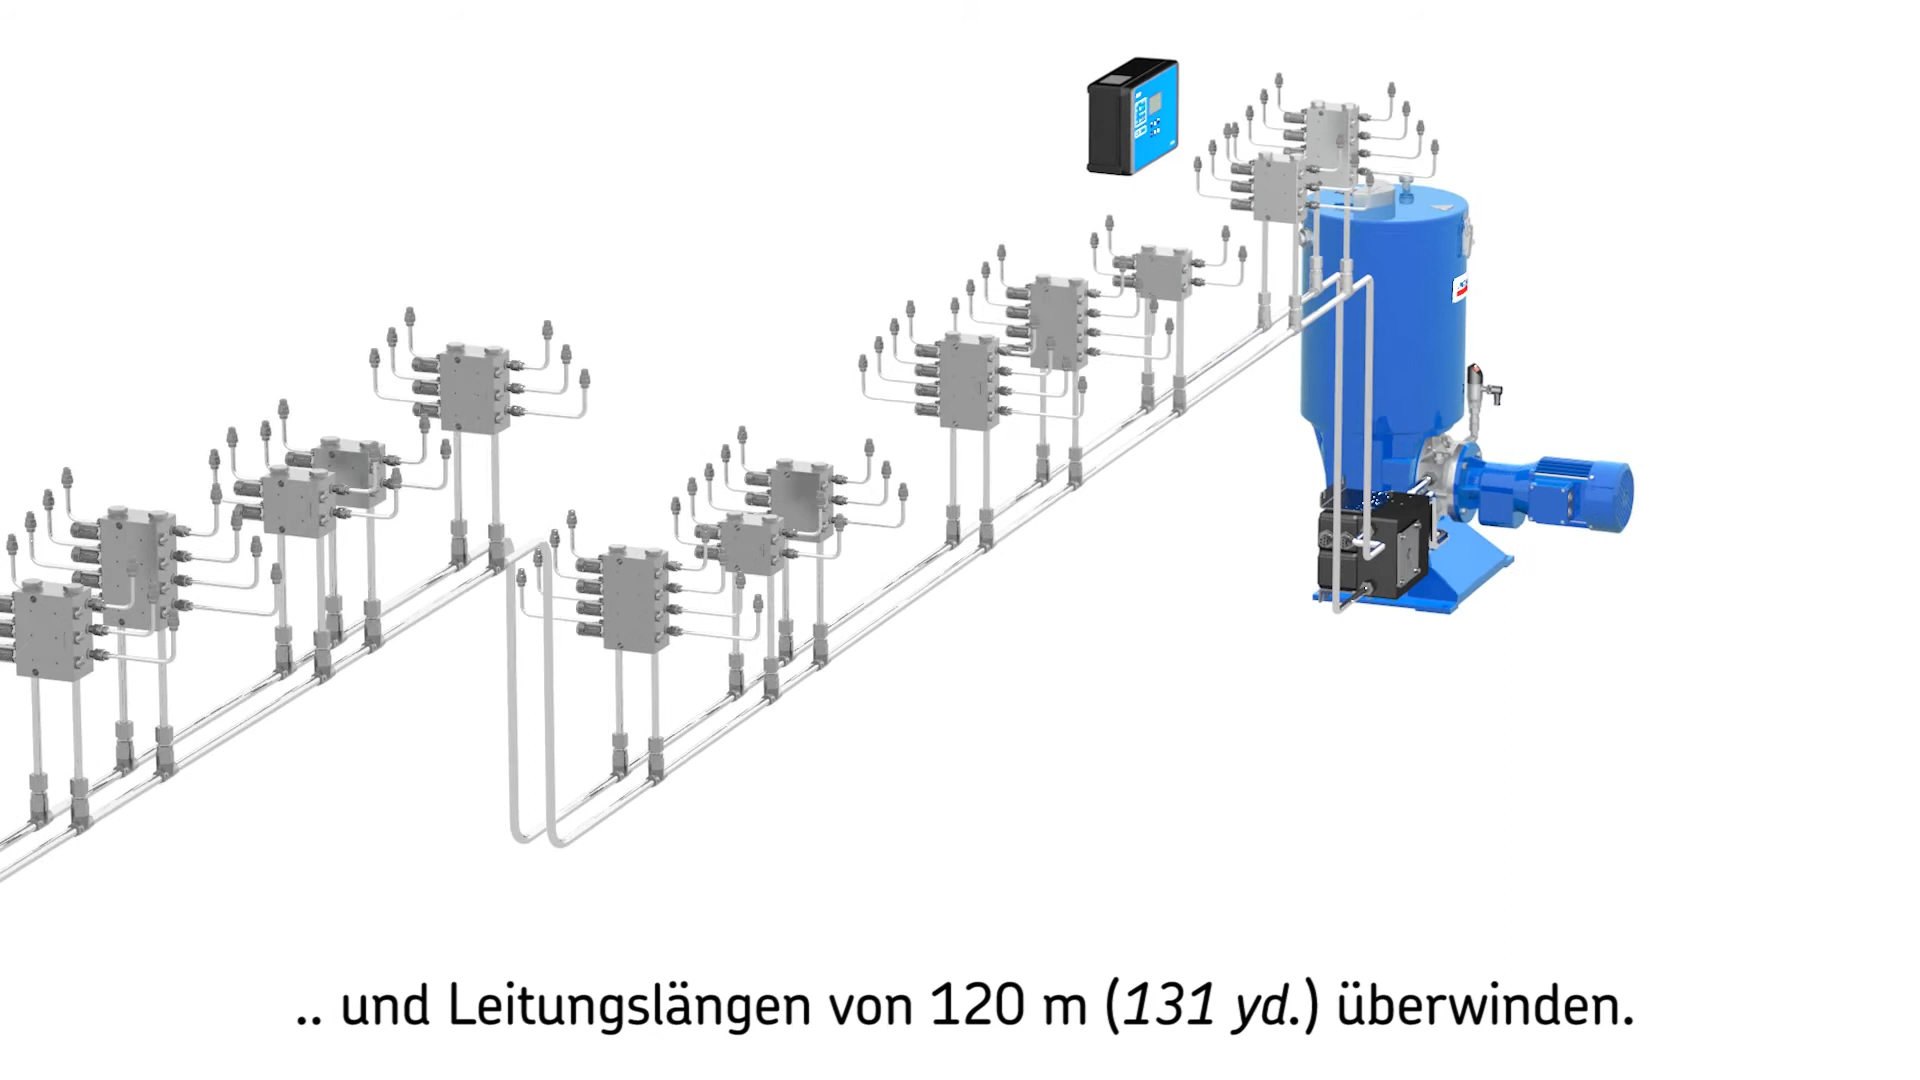 .. und Leitungslängen von 120 m (131 yd.) überwinden.